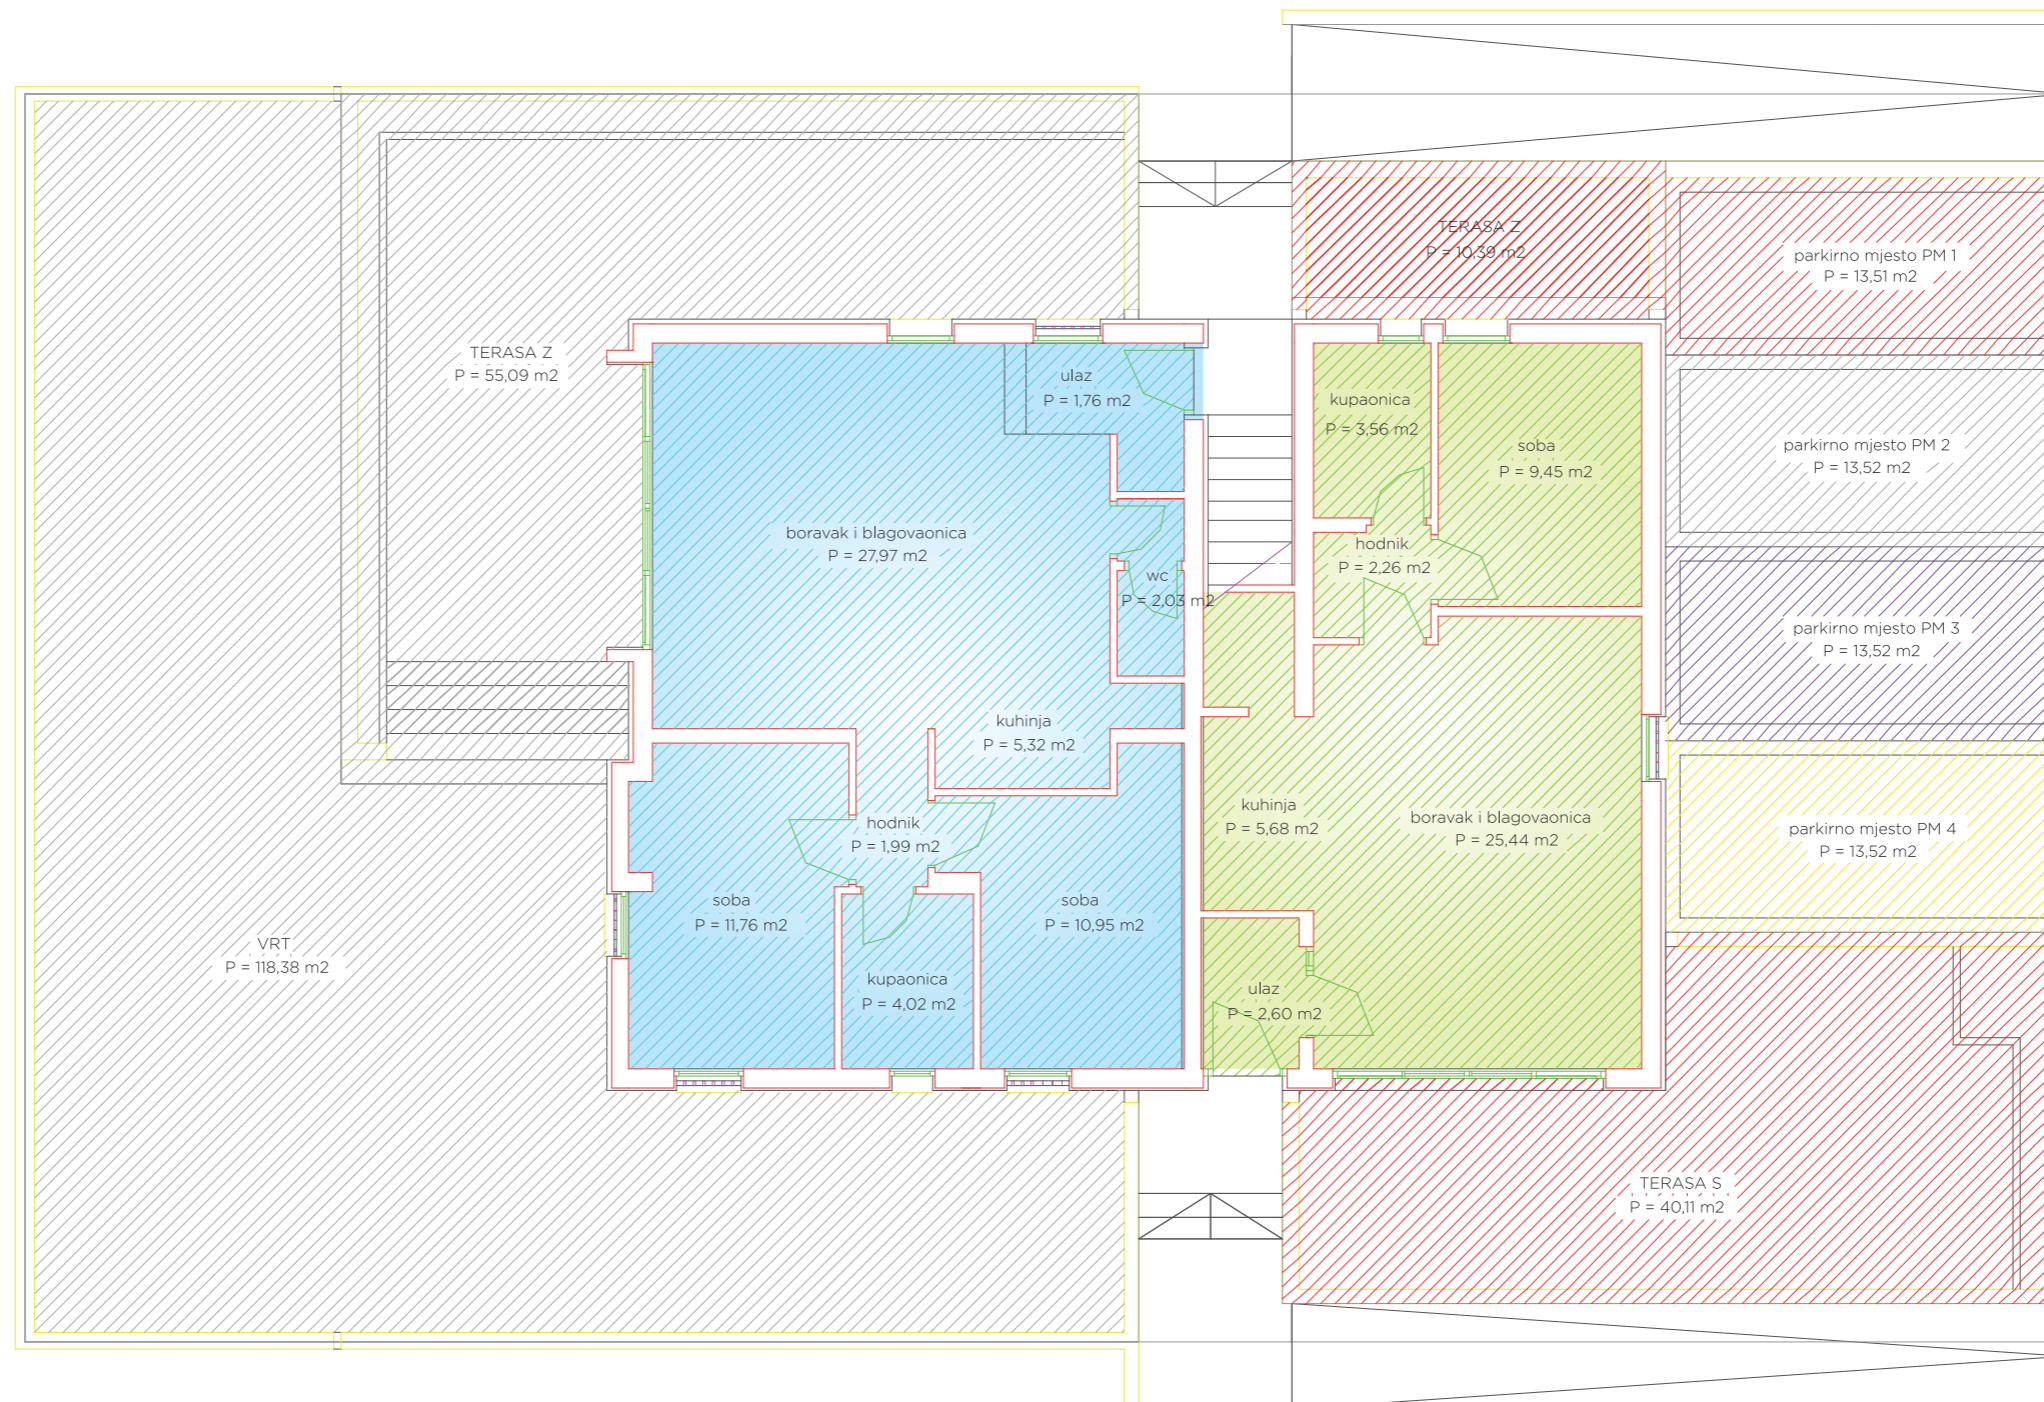 TERASA Z
P = 55,09 m2
VRT
P = 118,38 m2
ulaz
P = 1,76 m2
boravak i blagovaonica
P = 27,97 m2
wc
P = 2,03 m2
kuhinja
P = 5,32 m2
hodnik
P = 1,99 m2
soba
P = 11,76 m2
soba
P = 10,95 m2
kupaonica
P = 4,02 m2
TERASA Z
P = 10,39 m2
kupaonica
P = 3,56 m2
soba
P = 9,45 m2
hodnik
P = 2,26 m2
kuhinja
P = 5,68 m2
boravak i blagovaonica
P = 25,44 m2
ulaz
P = 2,60 m2
parkirno mjesto PM 1
P = 13,51 m2
parkirno mjesto PM 2
P = 13,52 m2
parkirno mjesto PM 3
P = 13,52 m2
parkirno mjesto PM 4
P = 13,52 m2
TERASA S
P = 40,11 m2